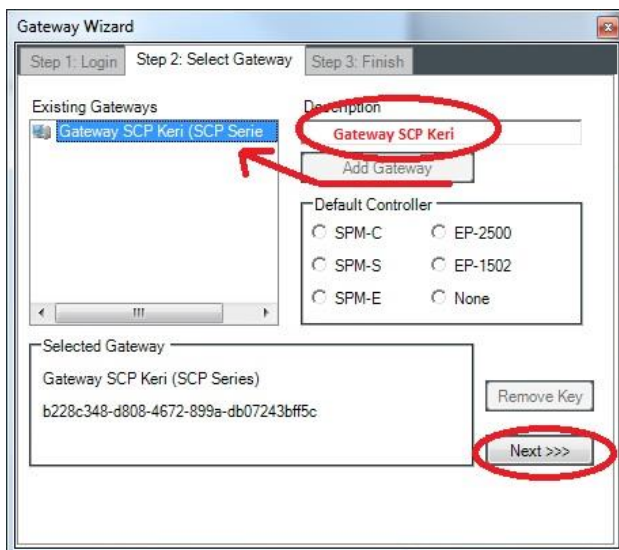 Gateway Wizard
Step 1: Login Step 2: Select Gateway Step 3: Finish
Existing Gateways
Gateway SCP Keri (SCP Serie
Description
Gateway SCP Keri
Add Gateway
Default Controller
SPM-C EP-2500
SPM-S EP-1502
SPM-E None
Selected Gateway
Gateway SCP Keri (SCP Series)
b228c348-d808-4672-899a-db07243bff5c
Remove Key
Next >>>